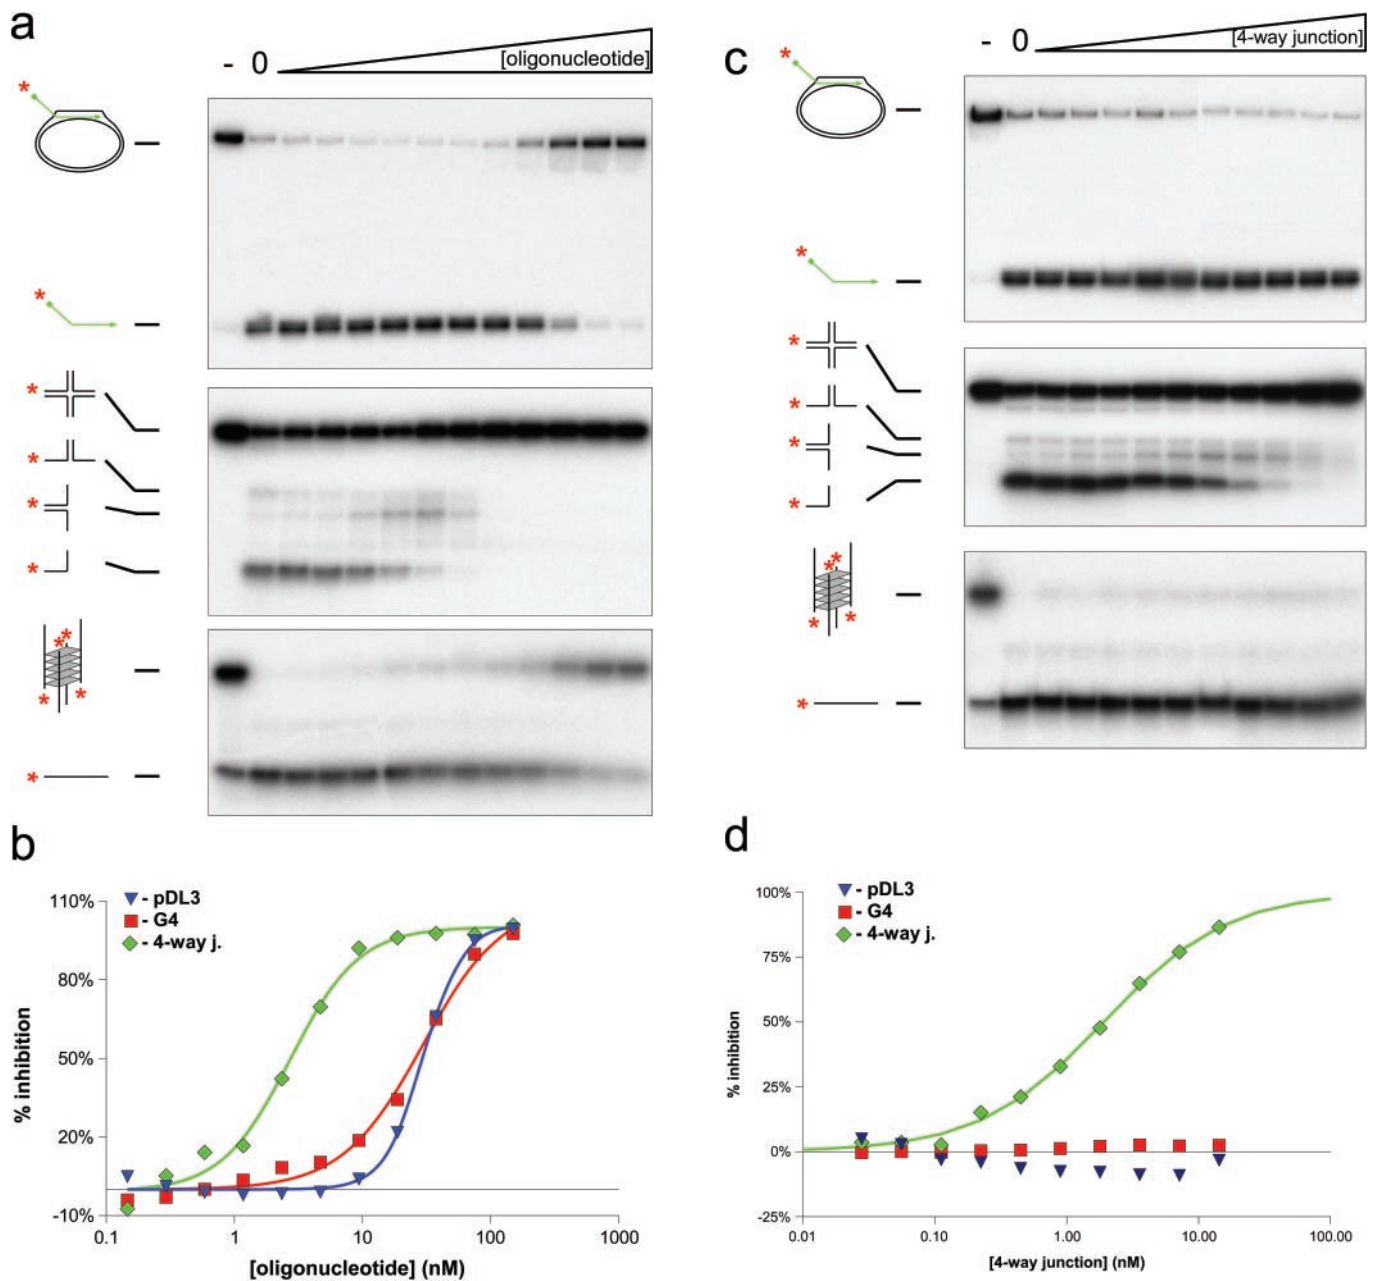 a
- 0 [oligonucleotide]
*
*
*
*
*
*
* *
* *
*
b
- pDL3
- G4
- 4-way j.
110%
80%
50%
20%
-10%
% inhibition
0.1 1 10 100 1000
[oligonucleotide] (nM)
c
- 0 [4-way junction]
*
*
*
*
*
*
* *
* *
*
d
- pDL3
- G4
- 4-way j.
100%
75%
50%
25%
0%
-25%
% inhibition
0.01 0.10 1.00 10.00 100.00
[4-way junction] (nM)